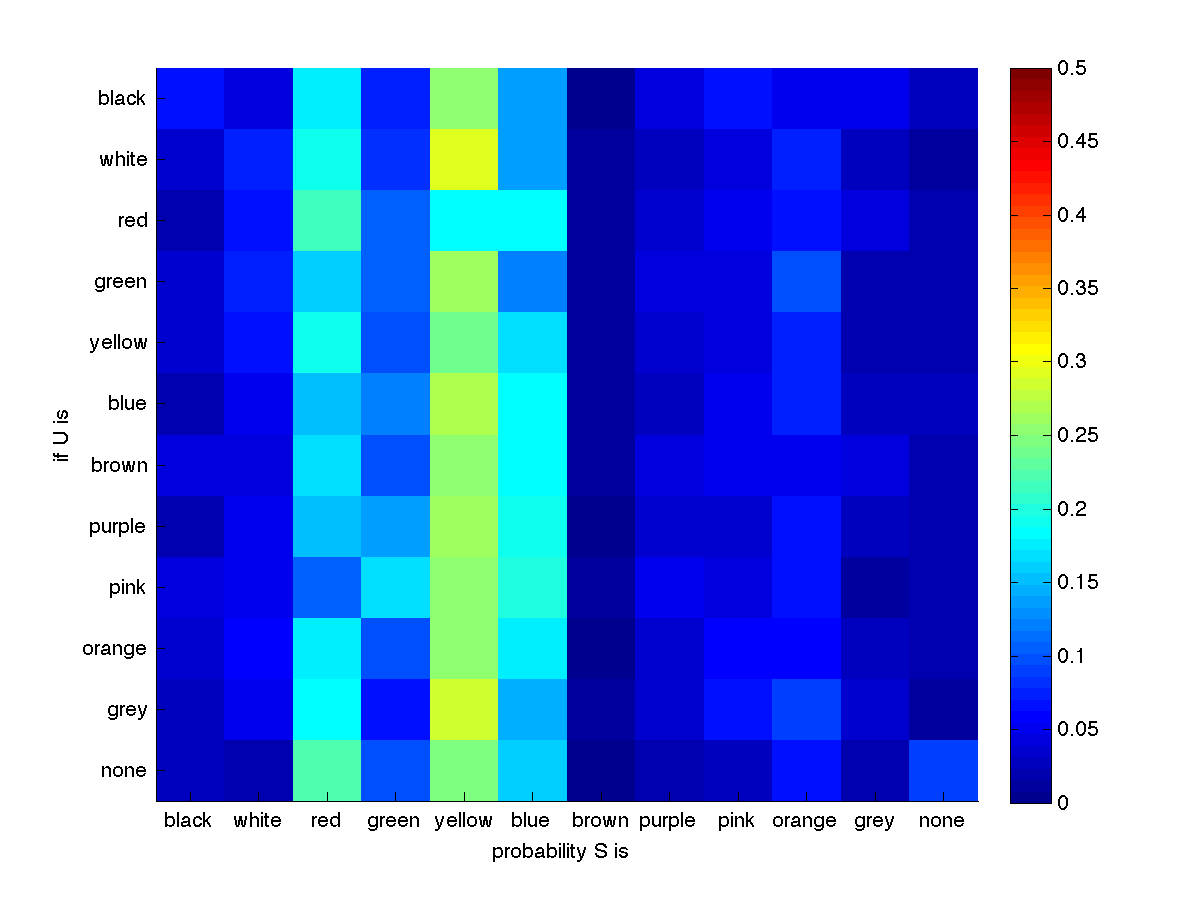 black
white
red
green
yellow
blue
brown
purple
pink
orange
grey
none
if U is
black white red green yellow blue brown purple pink orange grey none
probability S is
0.5
0.45
0.4
0.35
0.3
0.25
0.2
0.15
0.1
0.05
0